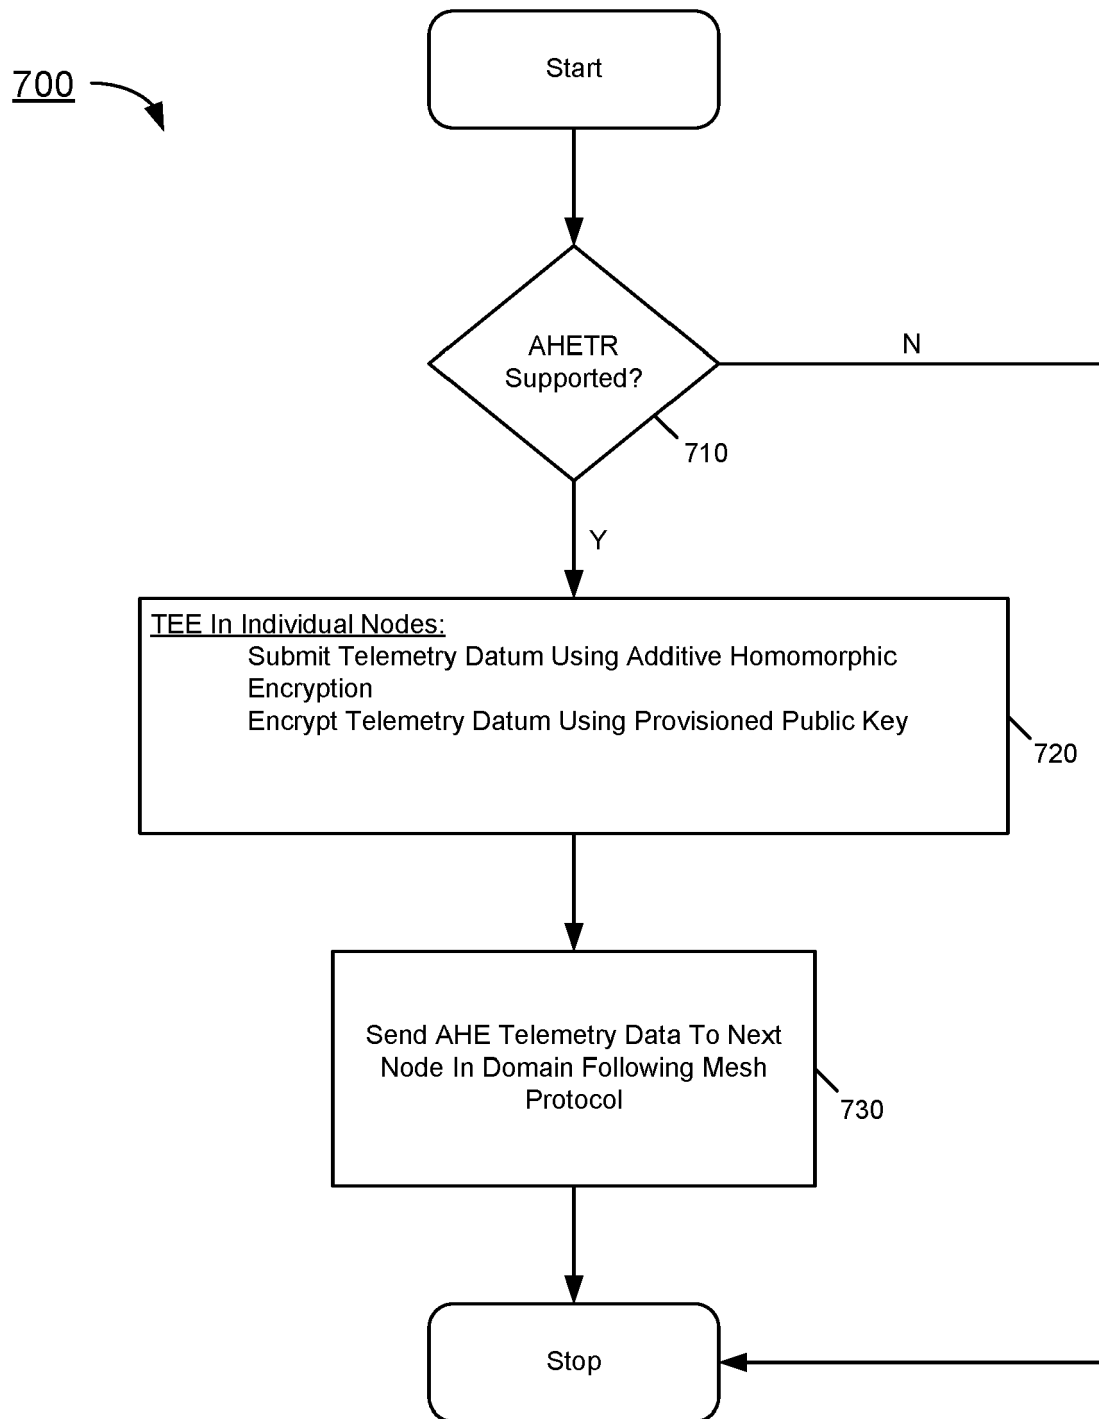 700
Start
AHETR
Supported?
N
710
Y
TEE In Individual Nodes:
Submit Telemetry Datum Using Additive Homomorphic
Encryption
Encrypt Telemetry Datum Using Provisioned Public Key
720
Send AHE Telemetry Data To Next
Node In Domain Following Mesh
Protocol
730
Stop